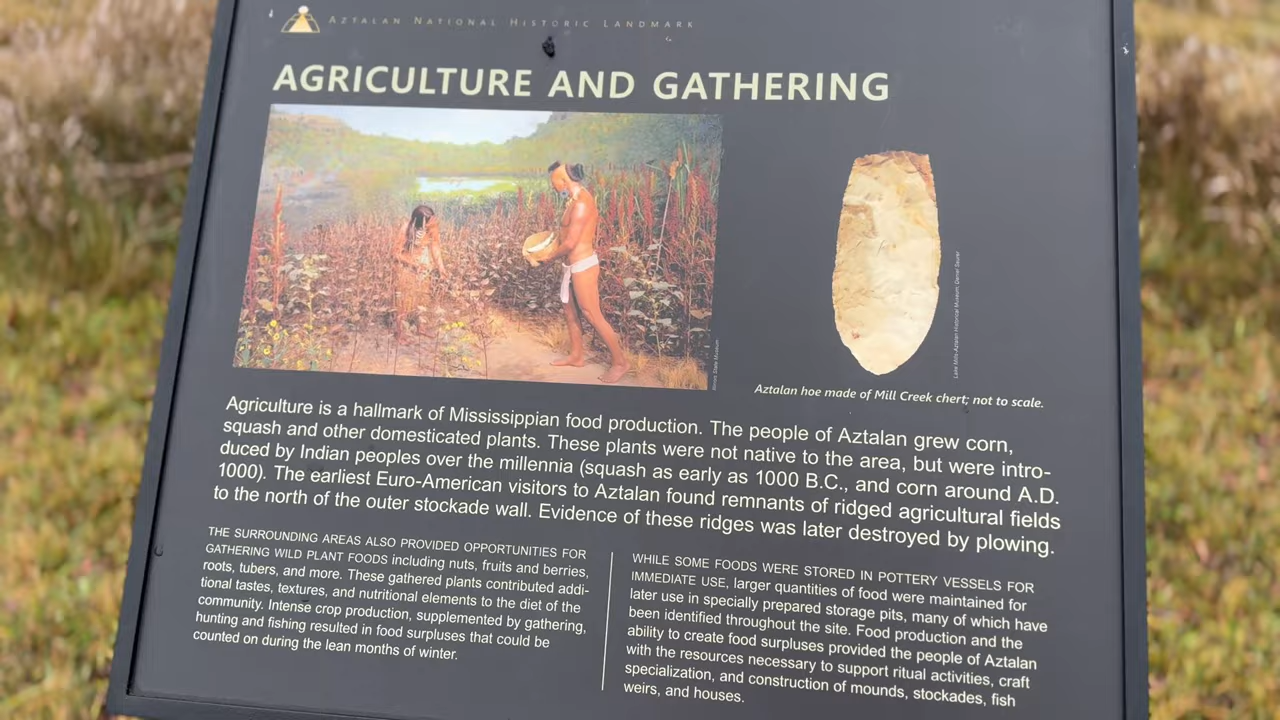 AZTALAN NATIONAL HISTORIC LANDMARK
AGRICULTURE AND GATHERING
Illinois State Museum
Lake Mills-Aztalan Historical Museum; Daniel Seurer
Aztalan hoe made of Mill Creek chert; not to scale.
Agriculture is a hallmark of Mississippian food production. The people of Aztalan grew corn,
squash and other domesticated plants. These plants were not native to the area, but were intro-
duced by Indian peoples over the millennia (squash as early as 1000 B.C., and corn around A.D.
1000). The earliest Euro-American visitors to Aztalan found remnants of ridged agricultural fields
to the north of the outer stockade wall. Evidence of these ridges was later destroyed by plowing.
THE SURROUNDING AREAS ALSO PROVIDED OPPORTUNITIES FOR
GATHERING WILD PLANT FOODS including nuts, fruits and berries,
roots, tubers, and more. These gathered plants contributed addi-
tional tastes, textures, and nutritional elements to the diet of the
community. Intense crop production, supplemented by gathering,
hunting and fishing resulted in food surpluses that could be
counted on during the lean months of winter.
WHILE SOME FOODS WERE STORED IN POTTERY VESSELS FOR
IMMEDIATE USE, larger quantities of food were maintained for
later use in specially prepared storage pits, many of which have
been identified throughout the site. Food production and the
ability to create food surpluses provided the people of Aztalan
with the resources necessary to support ritual activities, craft
specialization, and construction of mounds, stockades, fish
weirs, and houses.